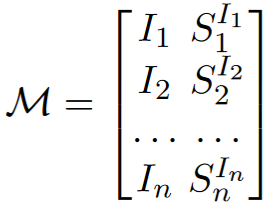 I₁ S₁^{I₁}
I₂ S₂^{I₂}
ℳ =
... ...
Iₙ Sₙ^{Iₙ}